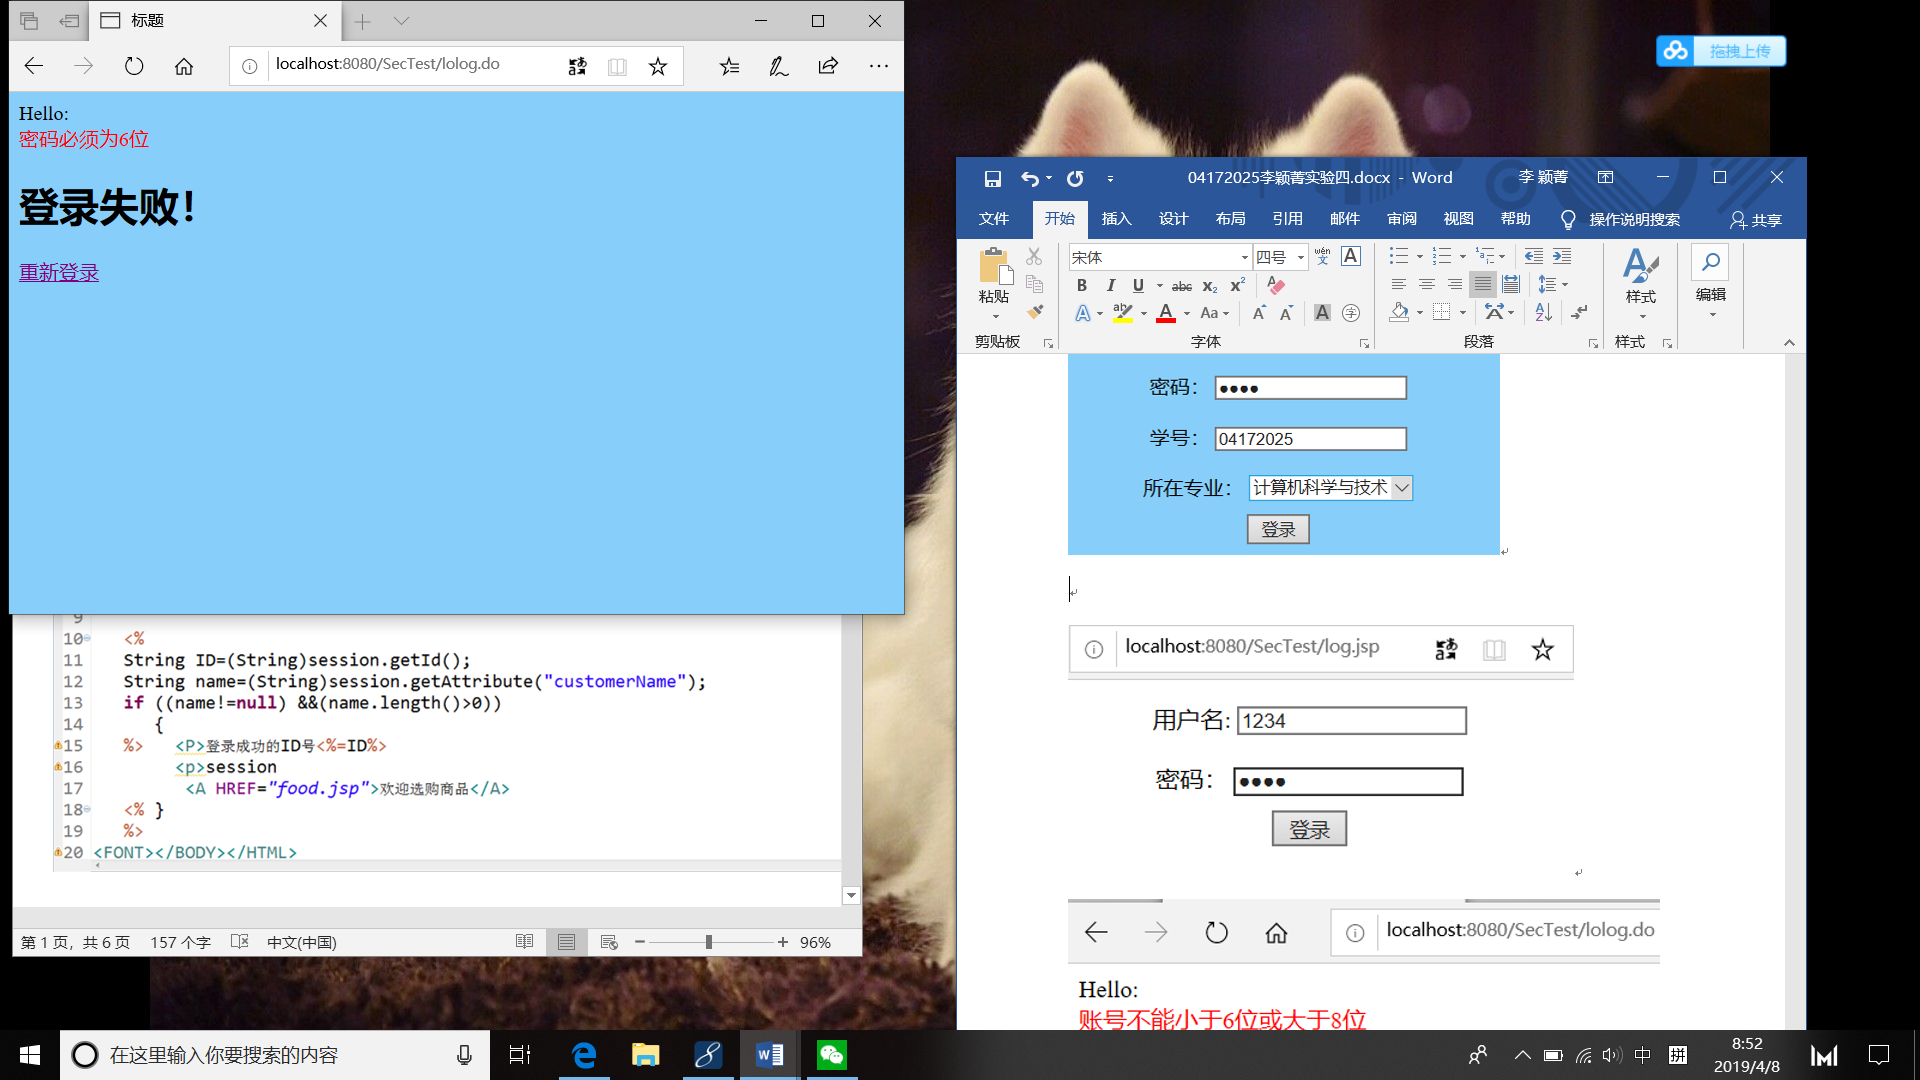 标题
localhost:8080/SecTest/lolog.do
Hello:
密码必须为6位
登录失败！
重新登录
9
10 <%
11 String ID=(String)session.getId();
12 String name=(String)session.getAttribute("customerName");
13 if ((name!=null) &&(name.length()>0))
14 {
15 %> <P>登录成功的ID号<%=ID%>
16 <p>session
17 <A HREF="food.jsp">欢迎选购商品</A>
18 <% }
19 %>
20 <FONT></BODY></HTML>
第 1 页，共 6 页 157 个字 中文(中国) 96%
拖拽上传
04172025李颖菁实验四.docx - Word 李 颖菁
文件 开始 插入 设计 布局 引用 邮件 审阅 视图 帮助 操作说明搜索 共享
宋体 四号 wén 文 A
粘贴 B I U abc x₂ x² 样式 编辑
A ab A Aa A A A 字
剪贴板 字体 段落 样式
密码：
学号： 04172025
所在专业： 计算机科学与技术
登录
localhost:8080/SecTest/log.jsp
用户名: 1234
密码：
登录
localhost:8080/SecTest/lolog.do
Hello:
账号不能小于6位或大于8位
在这里输入你要搜索的内容
中 拼 8:52
2019/4/8